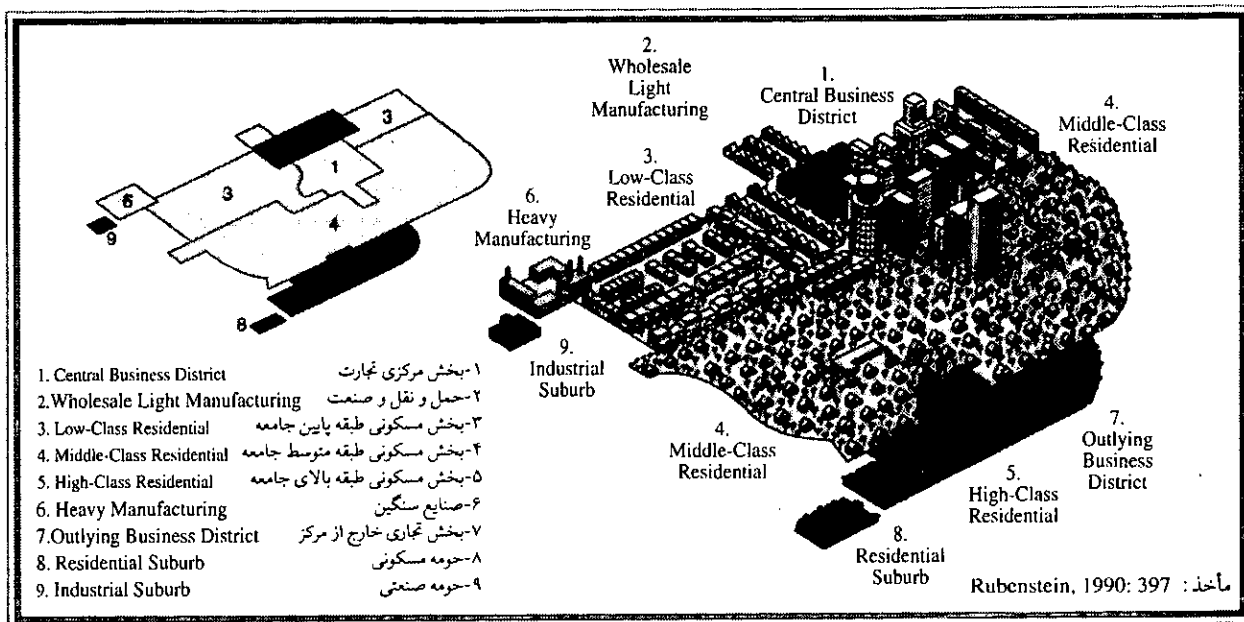 2.
Wholesale
Light
Manufacturing
1.
Central Business
District
4.
Middle-Class
Residential
3.
Low-Class
Residential
6.
Heavy
Manufacturing
9.
Industrial
Suburb
4.
Middle-Class
Residential
7.
Outlying
Business
District
5.
High-Class
Residential
8.
Residential
Suburb
3
1
3
6
9
4
8
1. Central Business District ۱-بخش مرکزی تجارت
2.Wholesale Light Manufacturing ۲-حمل و نقل و صنعت
3. Low-Class Residential ۳-بخش مسکونی طبقه پایین جامعه
4. Middle-Class Residential ۴-بخش مسکونی طبقه متوسط جامعه
5. High-Class Residential ۵-بخش مسکونی طبقه بالای جامعه
6. Heavy Manufacturing ۶-صنایع سنگین
7.Outlying Business District ۷-بخش تجاری خارج از مرکز
8. Residential Suburb ۸-حومه مسکونی
9. Industrial Suburb ۹-حومه صنعتی
مأخذ: Rubenstein, 1990: 397